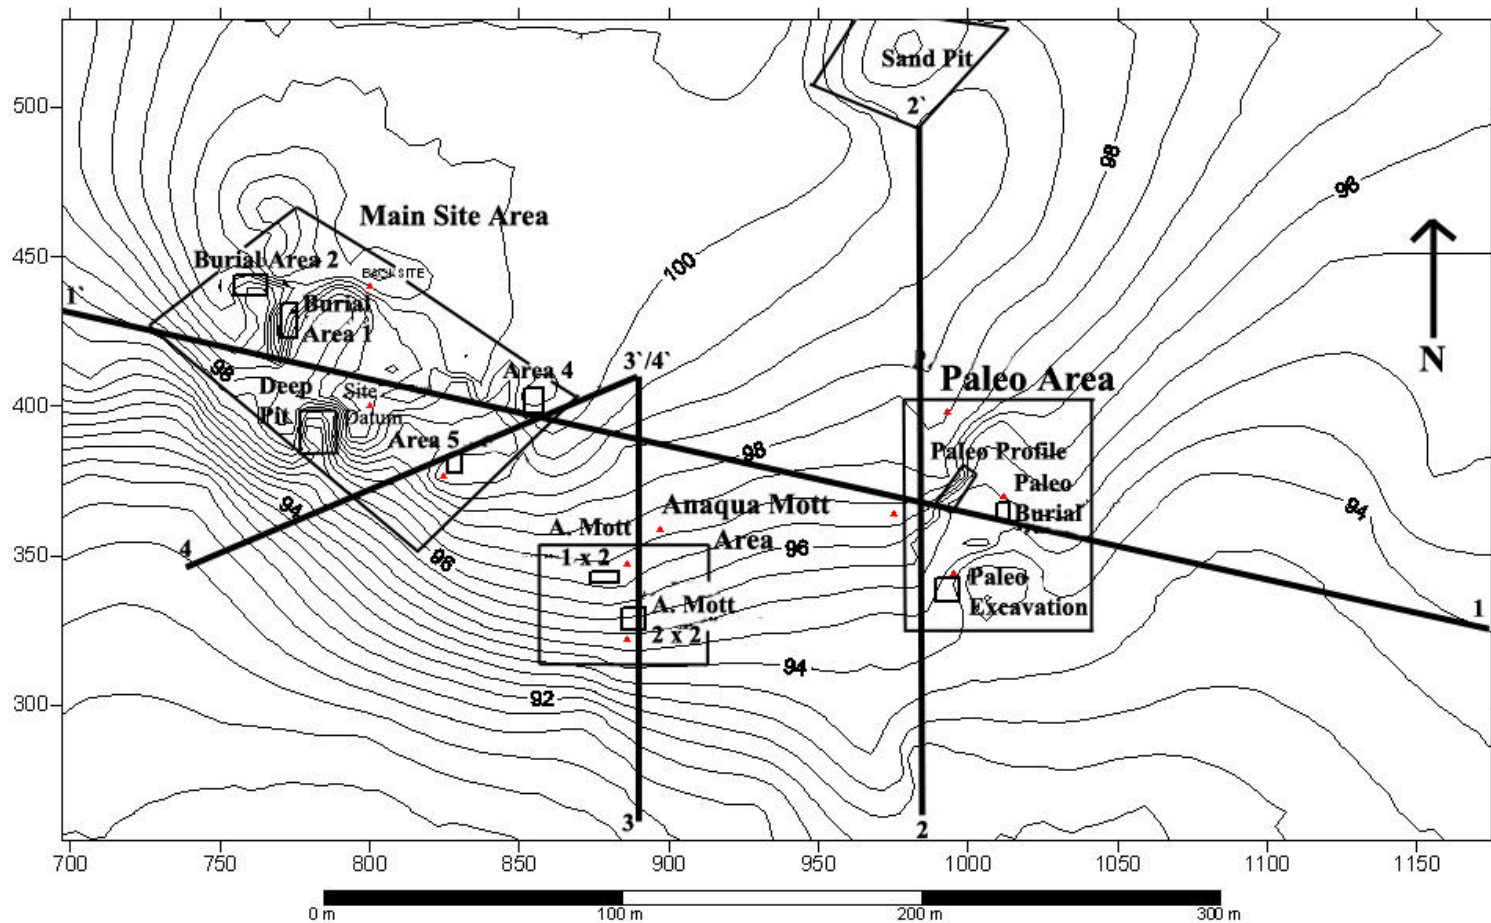 Sand Pit
500
2`
98
96
450
Main Site Area
Burial Area 2
BACK SITE
100
1`
Burial
Area 1
N
98
Deep
Pit
Site
Datum
Area 4
3`/4`
Paleo Area
400
Area 5
98
Paleo Profile
94
Anaqua Mott
Area
Paleo
Burial
94
A. Mott
1 x 2
96
96
350
4
Paleo
Excavation
A. Mott
2 x 2
1
94
300
92
3
2
700
750
800
850
900
950
1000
1050
1100
1150
0 m
100 m
200 m
300 m